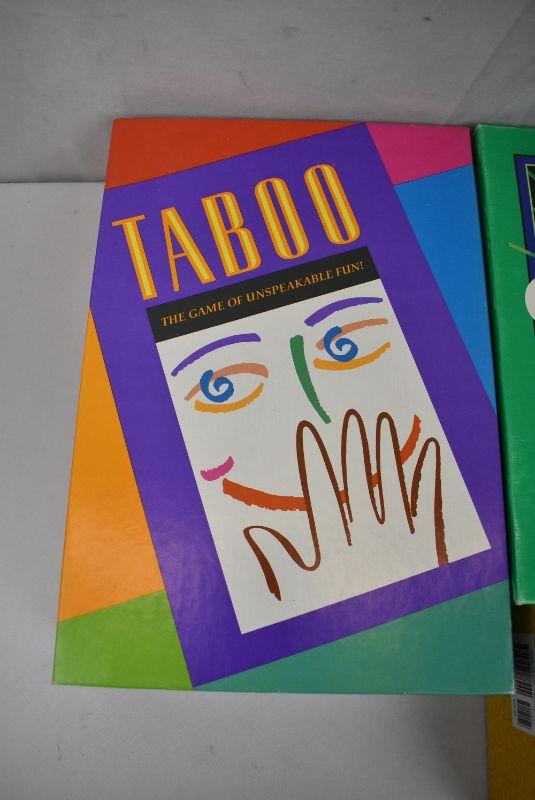 TABOO
THE GAME OF UNSPEAKABLE FUN!